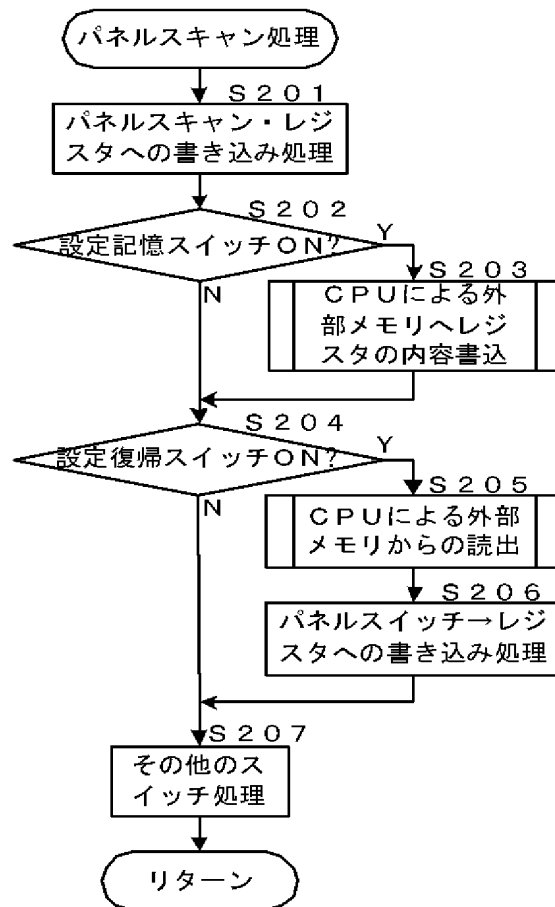 パネルスキャン処理
S201
パネルスキャン・レジ
スタへの書き込み処理
S202
設定記憶スイッチON?
Y
N
S203
CPUによる外
部メモリへレジ
スタの内容書込
S204
設定復帰スイッチON?
Y
N
S205
CPUによる外部
メモリからの読出
S206
パネルスイッチ→レジ
スタへの書き込み処理
S207
その他のス
イッチ処理
リターン